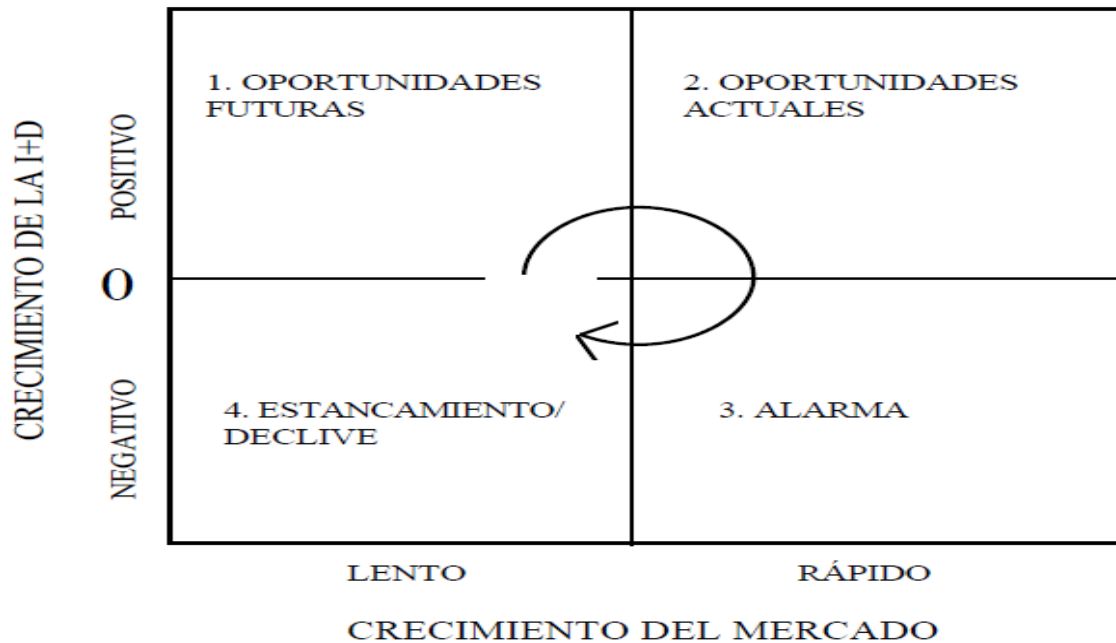 1. OPORTUNIDADES
FUTURAS
2. OPORTUNIDADES
ACTUALES
CRECIMIENTO DE LA I+D
POSITIVO
O
NEGATIVO
4. ESTANCAMIENTO/
DECLIVE
3. ALARMA
LENTO
RÁPIDO
CRECIMIENTO DEL MERCADO